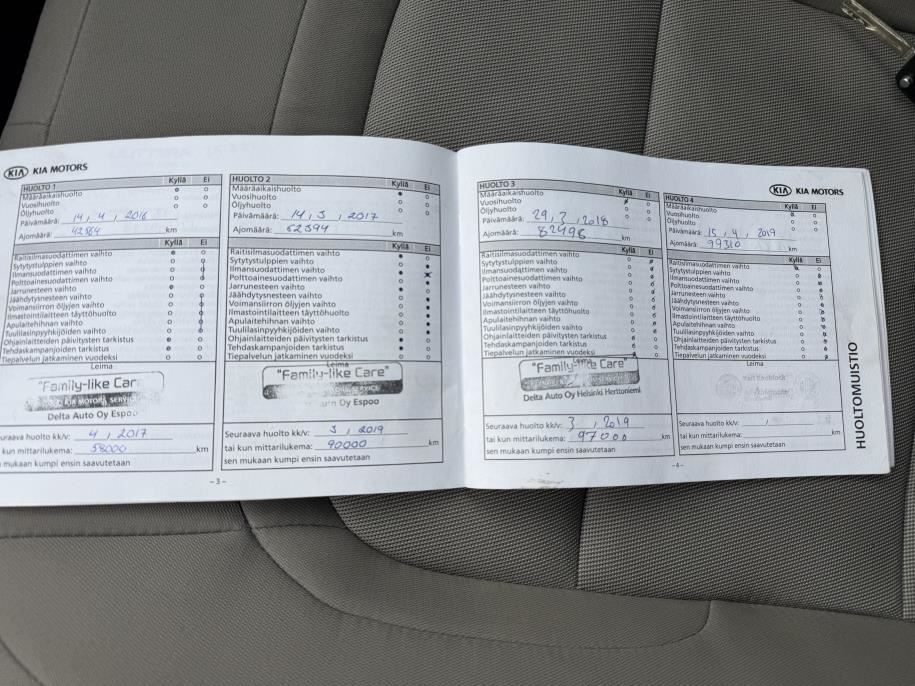 KIA KIA MOTORS
HUOLTO 1 Kyllä Ei
Määräaikaishuolto
Vuosihuolto
Öljyhuolto
Päivämäärä: 14, 4, 2016
Ajomäärä: 42864 km
Kyllä Ei
Raitisilmasuodattimen vaihto
Sytytystulppien vaihto
Ilmansuodattimen vaihto
Polttoainesuodattimen vaihto
Jarrunesteen vaihto
Jäähdytysnesteen vaihto
Voimansiirron öljyjen vaihto
Ilmastointilaitteen täyttöhuolto
Apulaitehihnan vaihto
Tuulilasinpyyhkijöiden vaihto
Ohjainlaitteiden päivitysten tarkistus
Tehdaskampanjoiden tarkistus
Tiepalvelun jatkaminen vuodeksi
Leima
"Family-like Care"
KIA MOTORS SERVICE
Delta Auto Oy Espoo
Seuraava huolto kk/v: 4, 2017
kun mittarilukema: 58000 km
mukaan kumpi ensin saavutetaan
HUOLTO 2 Kyllä Ei
Määräaikaishuolto
Vuosihuolto
Öljyhuolto
Päivämäärä: 14, 3, 2017
Ajomäärä: 62394 km
Kyllä Ei
Raitisilmasuodattimen vaihto
Sytytystulppien vaihto
Ilmansuodattimen vaihto
Polttoainesuodattimen vaihto
Jarrunesteen vaihto
Jäähdytysnesteen vaihto
Voimansiirron öljyjen vaihto
Ilmastointilaitteen täyttöhuolto
Apulaitehihnan vaihto
Tuulilasinpyyhkijöiden vaihto
Ohjainlaitteiden päivitysten tarkistus
Tehdaskampanjoiden tarkistus
Tiepalvelun jatkaminen vuodeksi
Leima
"Family-like Care"
SERVICE
Auto Oy Espoo
Seuraava huolto kk/v: 3, 2019
tai kun mittarilukema: 90000 km
sen mukaan kumpi ensin saavutetaan
-3-
HUOLTO 3 Kyllä Ei
Määräaikaishuolto
Vuosihuolto
Öljyhuolto
Päivämäärä: 29, 3, 2018
Ajomäärä: 82496 km
Kyllä Ei
Raitisilmasuodattimen vaihto
Sytytystulppien vaihto
Ilmansuodattimen vaihto
Polttoainesuodattimen vaihto
Jarrunesteen vaihto
Jäähdytysnesteen vaihto
Voimansiirron öljyjen vaihto
Ilmastointilaitteen täyttöhuolto
Apulaitehihnan vaihto
Tuulilasinpyyhkijöiden vaihto
Ohjainlaitteiden päivitysten tarkistus
Tehdaskampanjoiden tarkistus
Tiepalvelun jatkaminen vuodeksi
Leima
"Family-like Care"
Delta Auto Oy Helsinki Herttoniemi
Seuraava huolto kk/v: 3, 2019
tai kun mittarilukema: 97000 km
sen mukaan kumpi ensin saavutetaan
KIA KIA MOTORS
HUOLTO 4 Kyllä Ei
Määräaikaishuolto
Vuosihuolto
Öljyhuolto
Päivämäärä: 15, 4, 2019
Ajomäärä: 99310 km
Kyllä Ei
Raitisilmasuodattimen vaihto
Sytytystulppien vaihto
Ilmansuodattimen vaihto
Polttoainesuodattimen vaihto
Jarrunesteen vaihto
Jäähdytysnesteen vaihto
Voimansiirron öljyjen vaihto
Ilmastointilaitteen täyttöhuolto
Apulaitehihnan vaihto
Tuulilasinpyyhkijöiden vaihto
Ohjainlaitteiden päivitysten tarkistus
Tehdaskampanjoiden tarkistus
Tiepalvelun jatkaminen vuodeksi
Leima
Seuraava huolto kk/v: ,
tai kun mittarilukema: km
sen mukaan kumpi ensin saavutetaan
-4-
HUOLTOMUISTIO